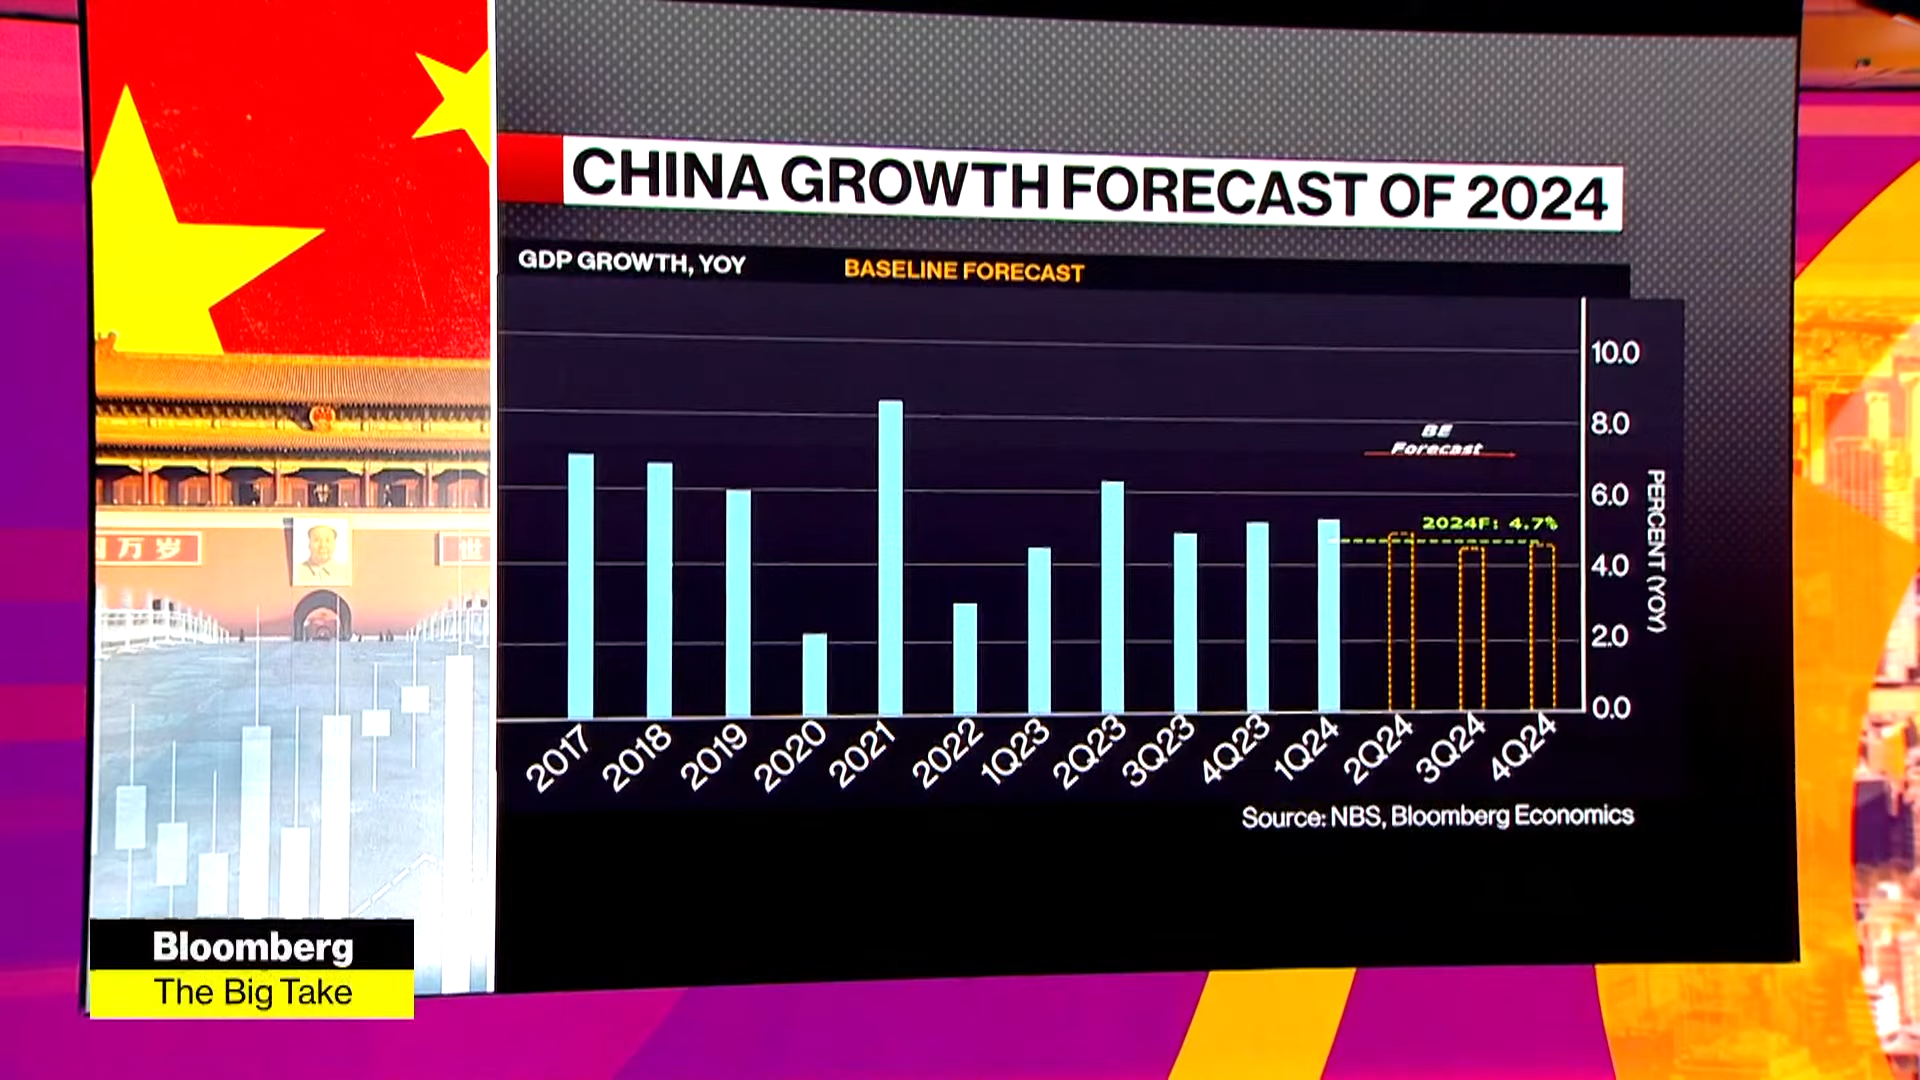 CHINA GROWTH FORECAST OF 2024
GDP GROWTH, YOY
BASELINE FORECAST
10.0
8.0
6.0
4.0
2.0
0.0
PERCENT (YOY)
BE
Forecast
2024F: 4.7%
2017
2018
2019
2020
2021
2022
1Q23
2Q23
3Q23
4Q23
1Q24
2Q24
3Q24
4Q24
Source: NBS, Bloomberg Economics
万岁
世
Bloomberg
The Big Take